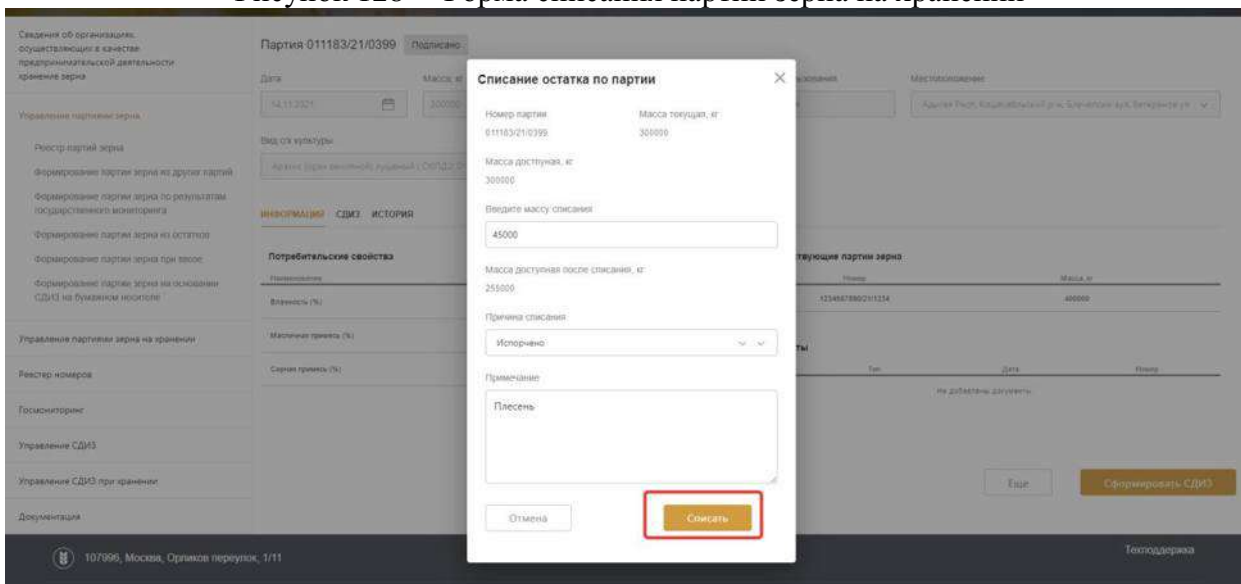 Сведения об организациях,
осуществляющих в качестве
предпринимательской деятельности
хранение зерна
Управление партиями зерна
Реестр партий зерна
Формирование партии зерна из других партий
Формирование партии зерна по результатам
государственного мониторинга
Формирование партии зерна из остатков
Формирование партии зерна при ввозе
Формирование партии зерна на основании
СДИЗ на бумажном носителе
Управление партиями зерна на хранении
Реестр номеров
Госмониторинг
Управление СДИЗ
Управление СДИЗ при хранении
Документация
Партия 011183/21/0399 Подписано
Дата
Масса, кг
Местоположение
14.11.2021
300000
Вид с/х культуры
ИНФОРМАЦИЯ СДИЗ ИСТОРИЯ
Потребительские свойства
Наименование
Влажность (%)
Масличная примесь (%)
Сорная примесь (%)
Списание остатка по партии
Номер партии
Масса текущая, кг
011183/21/0399
300000
Масса доступная, кг
300000
Введите массу списания
45000
Масса доступная после списания, кг
255000
Причина списания
Испорчено
Примечание
Плесень
Отмена
Списать
партии зерна
Номер
Масса, кг
1234567890/21/1234
400000
Тип
Дата
Номер
Не добавлены документы
Еще
Сформировать СДИЗ
107996, Москва, Орликов переулок, 1/11
Техподдержка